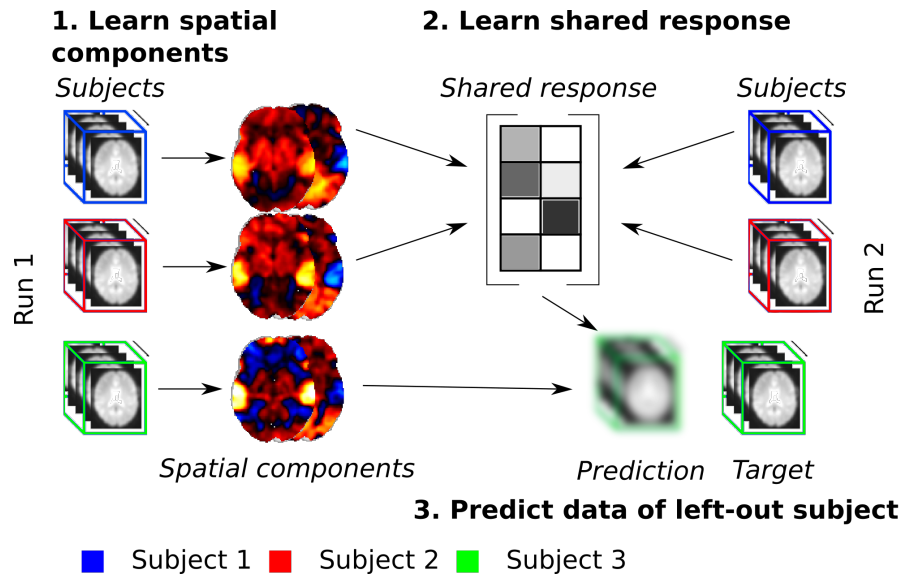 1. Learn spatial
components
2. Learn shared response
Subjects
Shared response
Subjects
Run 1
Run 2
Spatial components
Prediction
Target
3. Predict data of left-out subject
Subject 1
Subject 2
Subject 3